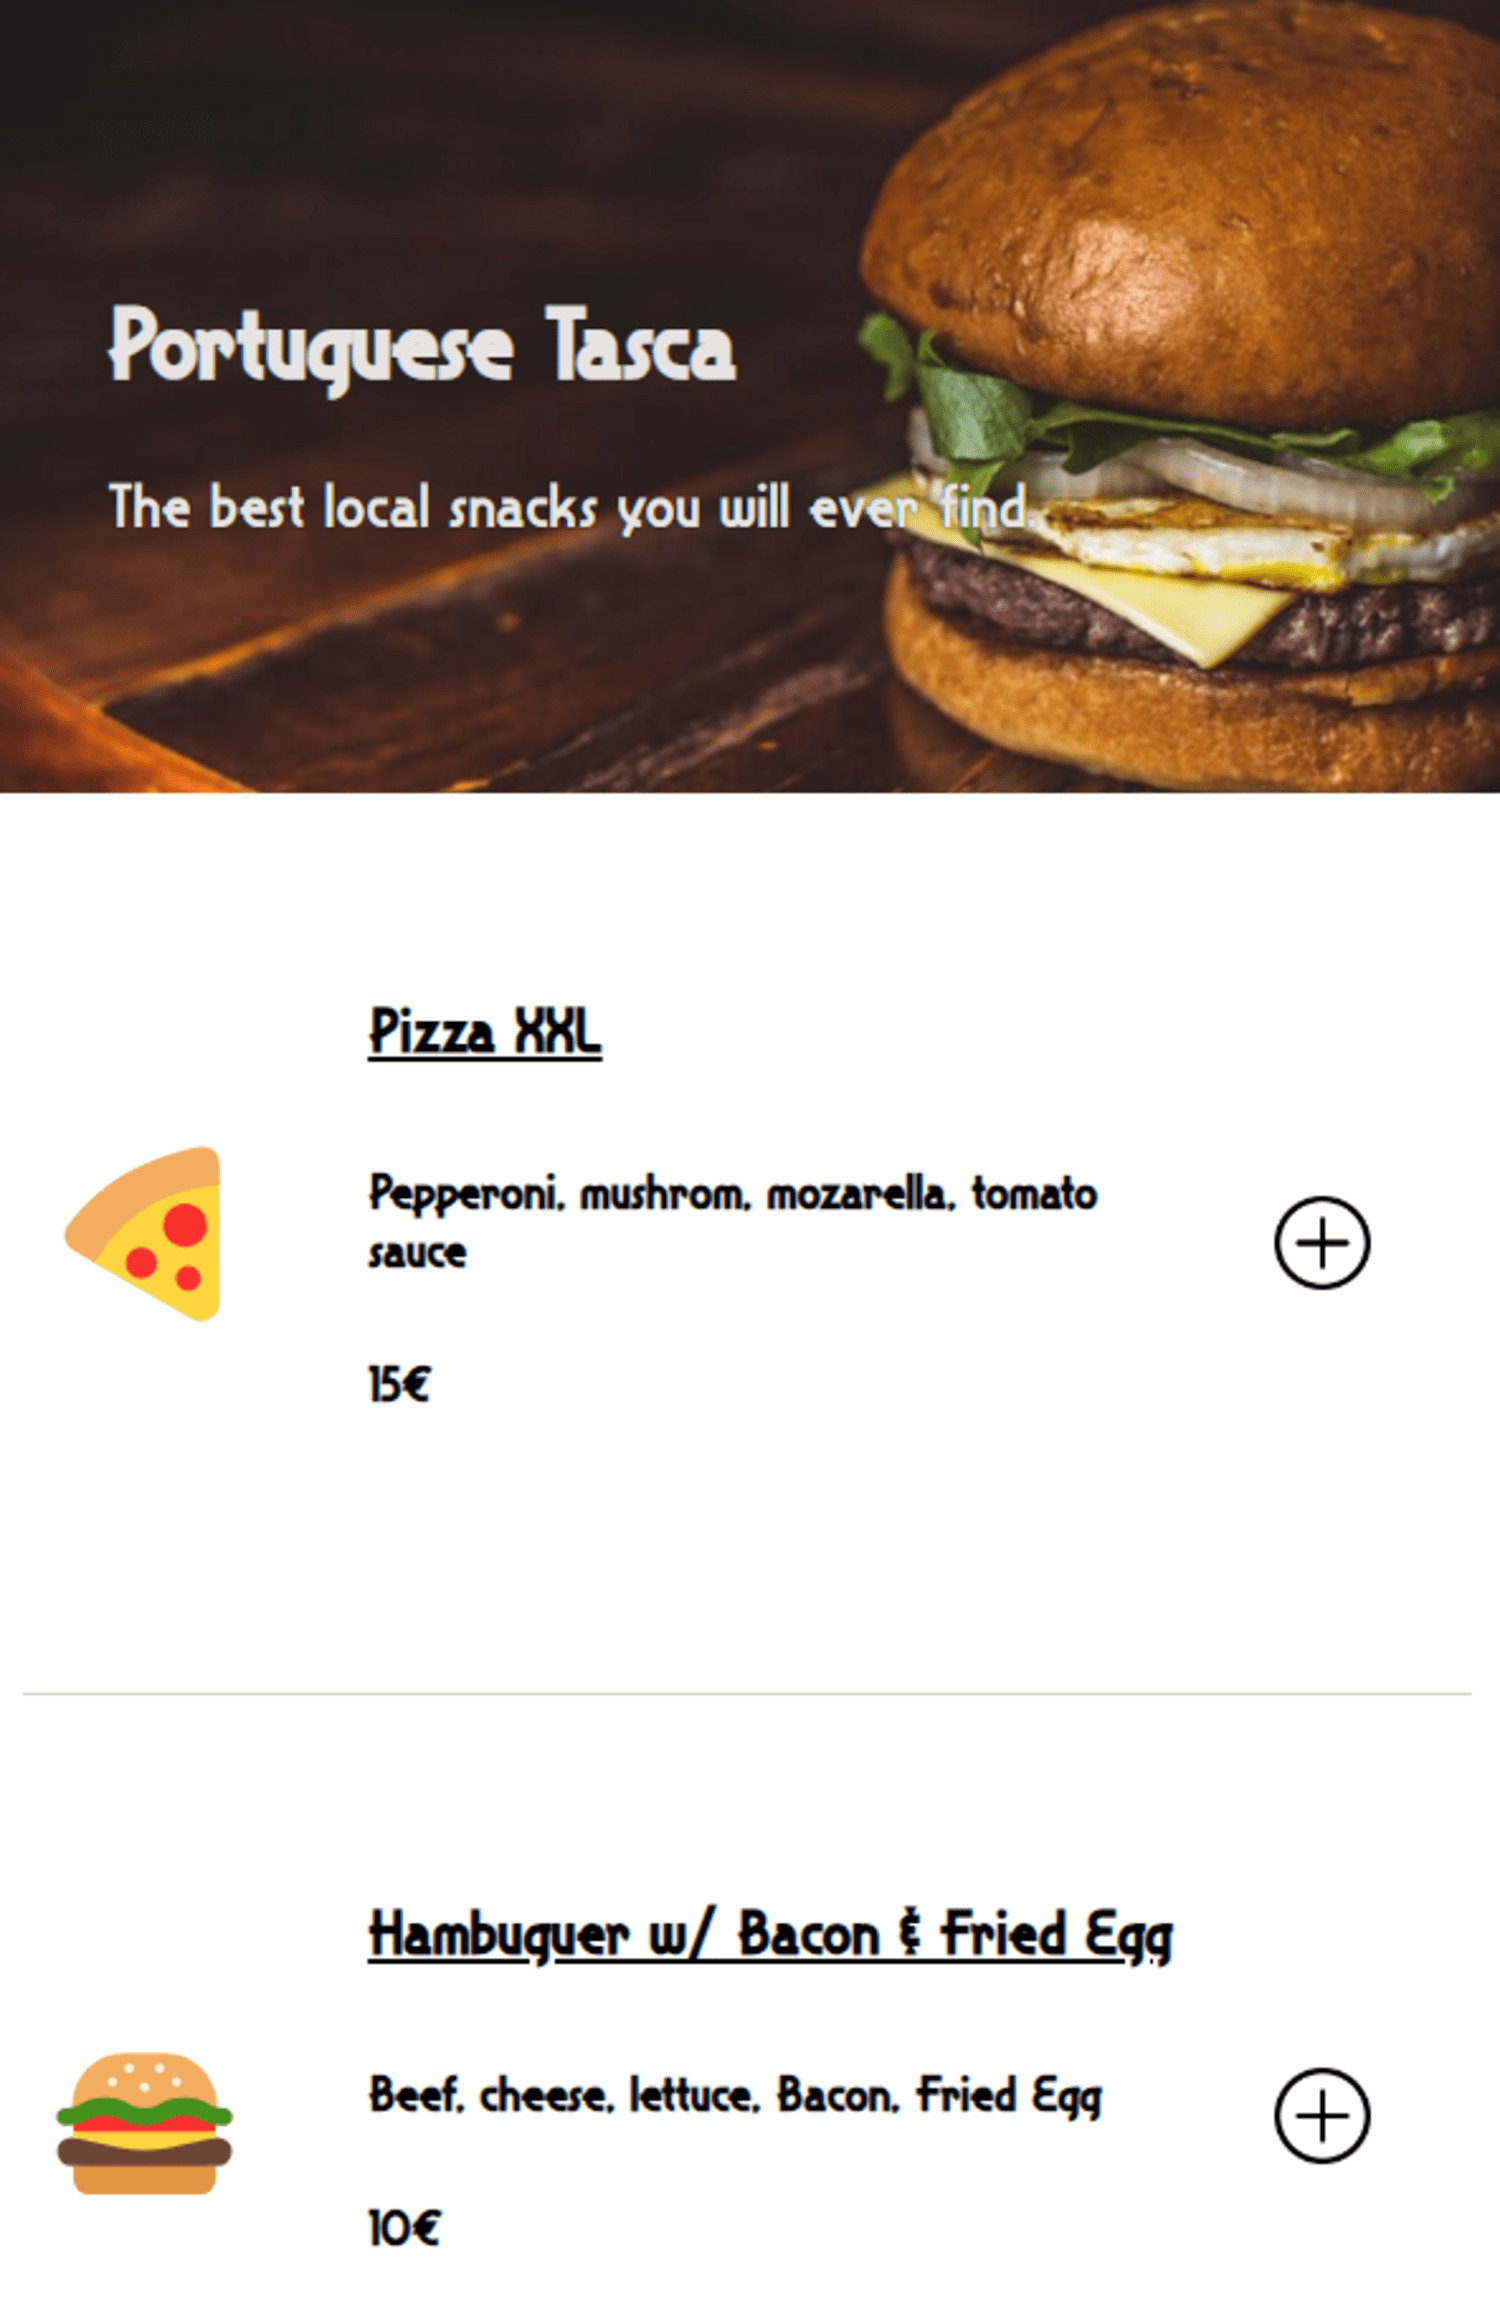 Portuguese Tasca
The best local snacks you will ever find.
Pizza XXL
Pepperoni, mushrom, mozarella, tomato
sauce
15€
Hambuguer w/ Bacon & Fried Egg
Beef, cheese, lettuce, Bacon, Fried Egg
10€